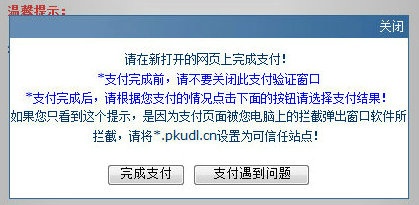 温馨提示：
关闭
请在新打开的网页上完成支付！
*支付完成前，请不要关闭此支付验证窗口
*支付完成后，请根据您支付的情况点击下面的按钮请选择支付结果！
如果您只看到这个提示，是因为支付页面被您电脑上的拦截弹出窗口软件所
拦截，请将*.pkudl.cn设置为可信任站点！
完成支付 支付遇到问题